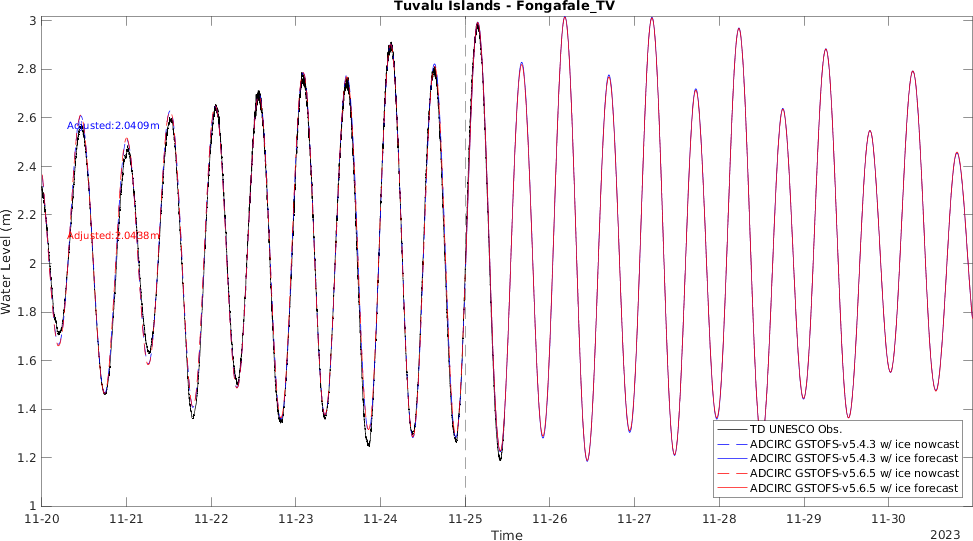 Tuvalu Islands - Fongafale_TV
3
2.8
2.6
2.4
2.2
2
1.8
1.6
1.4
1.2
1
Water Level (m)
Adjusted:2.0409m
Adjusted:2.0438m
TD UNESCO Obs.
ADCIRC GSTOFS-v5.4.3 w/ ice nowcast
ADCIRC GSTOFS-v5.4.3 w/ ice forecast
ADCIRC GSTOFS-v5.6.5 w/ ice nowcast
ADCIRC GSTOFS-v5.6.5 w/ ice forecast
11-20 11-21 11-22 11-23 11-24 11-25 11-26 11-27 11-28 11-29 11-30
Time
2023